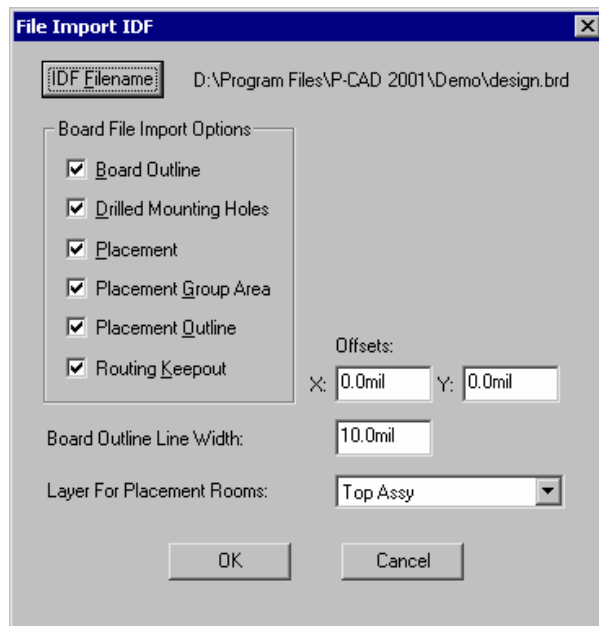 File Import IDF
IDF Filename D:\Program Files\P-CAD 2001\Demo\design.brd
Board File Import Options
Board Outline
Drilled Mounting Holes
Placement
Placement Group Area
Placement Outline
Routing Keepout
Offsets:
X: 0.0mil Y: 0.0mil
Board Outline Line Width: 10.0mil
Layer For Placement Rooms: Top Assy
OK Cancel